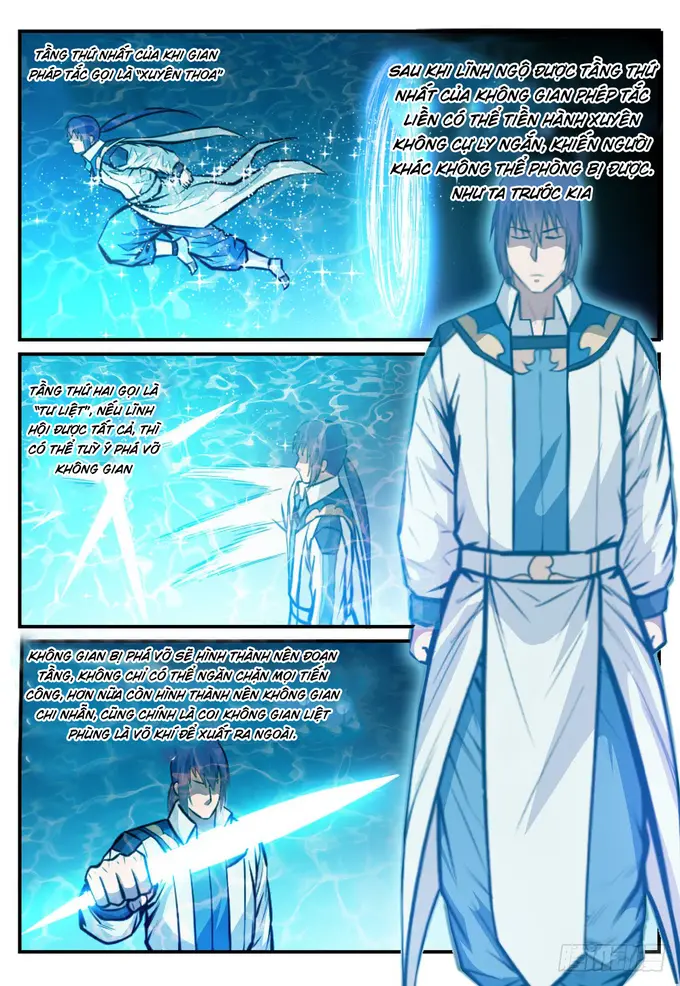 TẦNG THỨ NHẤT CỦA KHI GIAN
PHÁP TẮC GỌI LÀ "XUYÊN THOA"
SAU KHI LĨNH NGỘ ĐƯỢC TẦNG THỨ
NHẤT CỦA KHÔNG GIAN PHÉP TẮC
LIỀN CÓ THỂ TIẾN HÀNH XUYÊN
KHÔNG CỰ LY NGẮN, KHIẾN NGƯỜI
KHÁC KHÔNG THỂ PHÒNG BỊ ĐƯỢC.
NHƯ TA TRƯỚC KIA
TẦNG THỨ HAI GỌI LÀ
"TƯ LIỆT", NẾU LĨNH
HỘI ĐƯỢC TẤT CẢ, THÌ
CÓ THỂ TUỲ Ý PHÁ VỠ
KHÔNG GIAN
KHÔNG GIAN BỊ PHÁ VỠ SẼ HÌNH THÀNH NÊN ĐOẠN
TẦNG, KHÔNG CHỈ CÓ THỂ NGĂN CHẶN MỌI TIẾN
CÔNG, HƠN NỮA CÒN HÌNH THÀNH NÊN KHÔNG GIAN
CHI NHẪN, CŨNG CHÍNH LÀ COI KHÔNG GIAN LIỆT
PHÙNG LÀ VÕ KHÍ ĐỂ XUẤT RA NGOÀI.